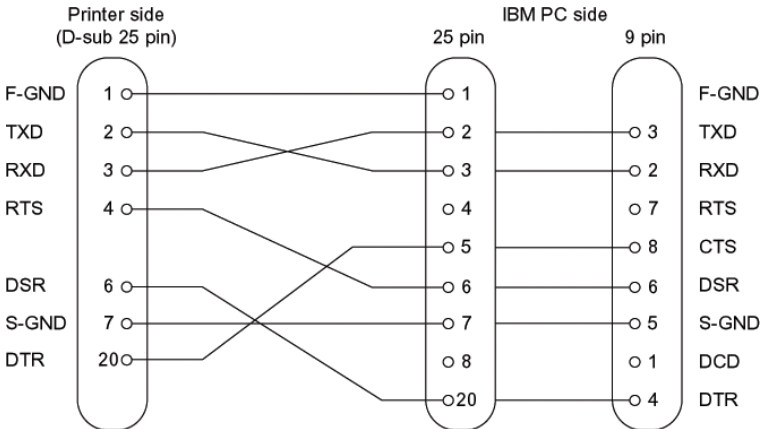 Printer side IBM PC side
(D-sub 25 pin) 25 pin 9 pin
F-GND 1 1 F-GND
TXD 2 2 3 TXD
RXD 3 3 2 RXD
RTS 4 4 7 RTS
5 8 CTS
DSR 6 6 6 DSR
S-GND 7 7 5 S-GND
DTR 20 8 1 DCD
20 4 DTR